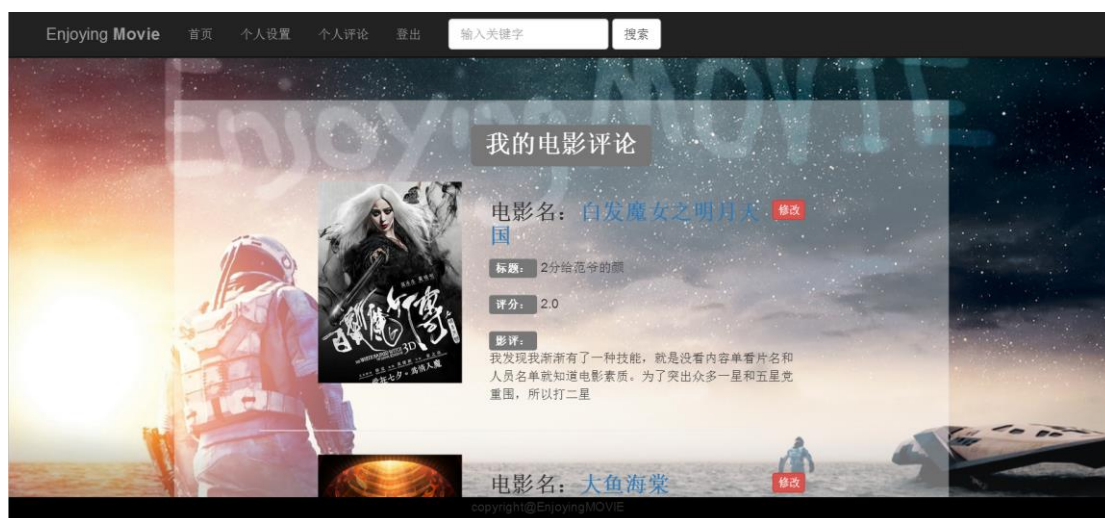 Enjoying Movie 首页 个人设置 个人评论 登出 输入关键字 搜索
Enjoying MOVIE
我的电影评论
电影名：白发魔女之明月天 修改
国
标题： 2分给范爷的颜
评分： 2.0
影评：
我发现我渐渐有了一种技能，就是没看内容单看片名和
人员名单就知道电影素质。为了突出众多一星和五星党
重围，所以打二星
3D
电影名：大鱼海棠 修改
copyright@EnjoyingMOVIE